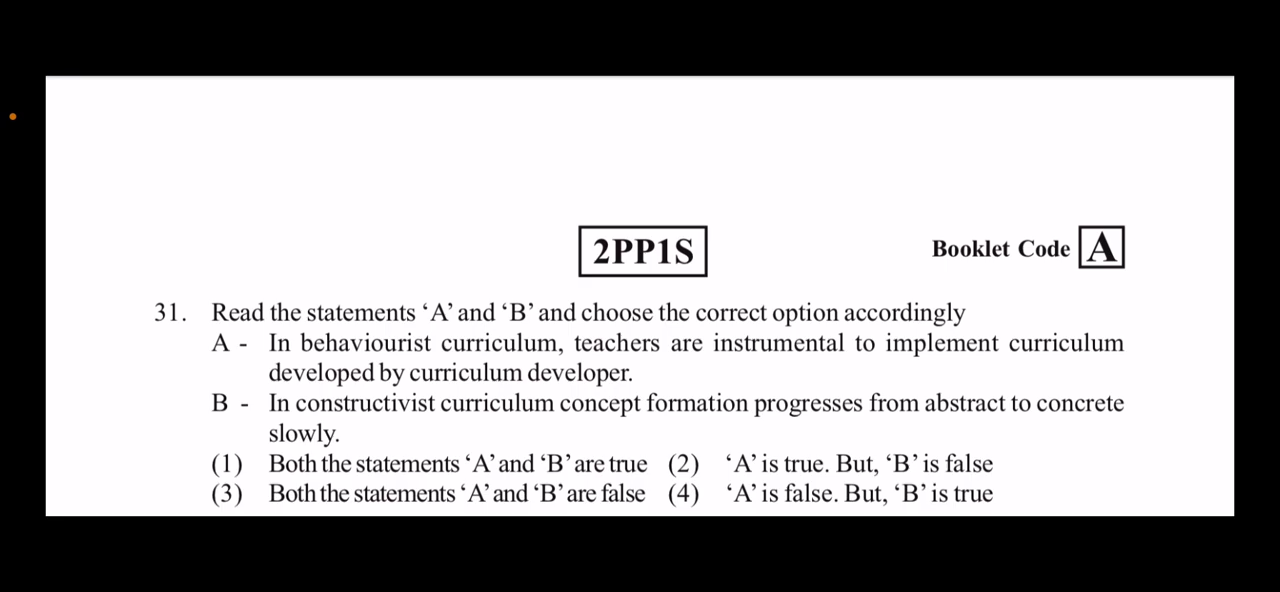 2PP1S
Booklet Code A
31. Read the statements ‘A’ and ‘B’ and choose the correct option accordingly
A - In behaviourist curriculum, teachers are instrumental to implement curriculum
developed by curriculum developer.
B - In constructivist curriculum concept formation progresses from abstract to concrete
slowly.
(1) Both the statements ‘A’ and ‘B’ are true (2) ‘A’ is true. But, ‘B’ is false
(3) Both the statements ‘A’ and ‘B’ are false (4) ‘A’ is false. But, ‘B’ is true